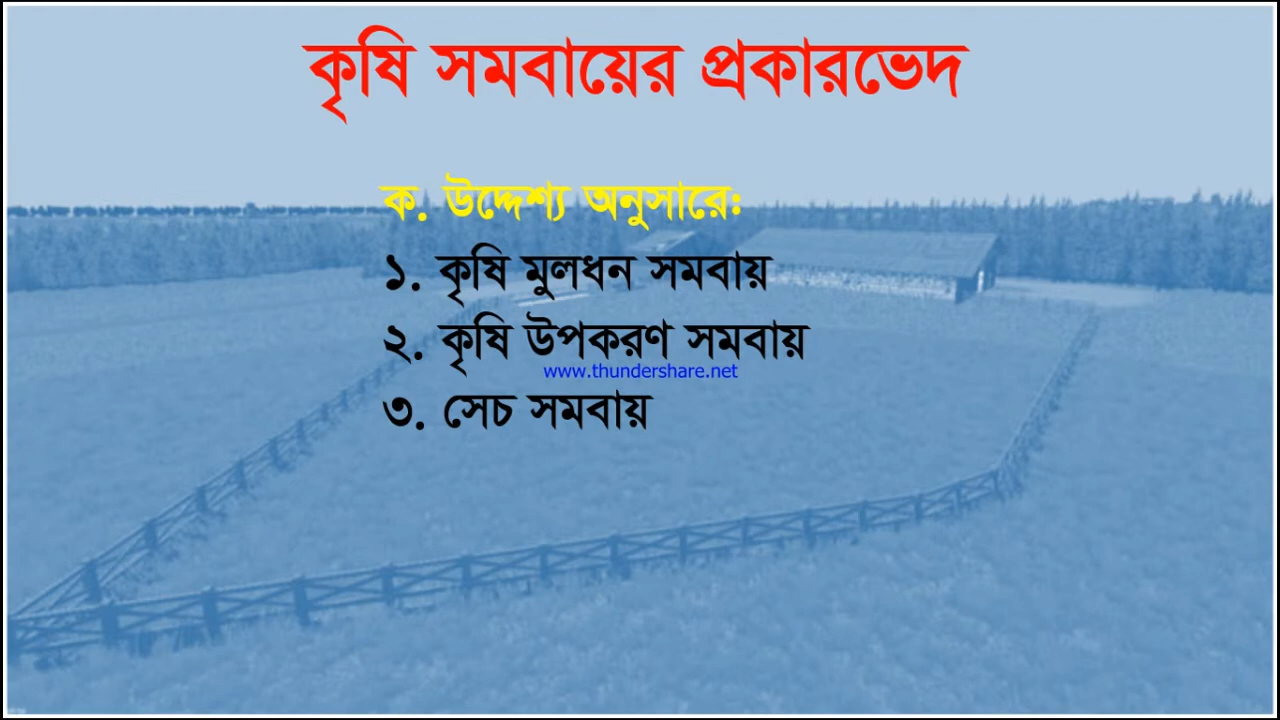 কৃষি সমবায়ের প্রকারভেদ
ক. উদ্দেশ্য অনুসারে:
১. কৃষি মুলধন সমবায়
২. কৃষি উপকরণ সমবায়
www.thundershare.net
৩. সেচ সমবায়